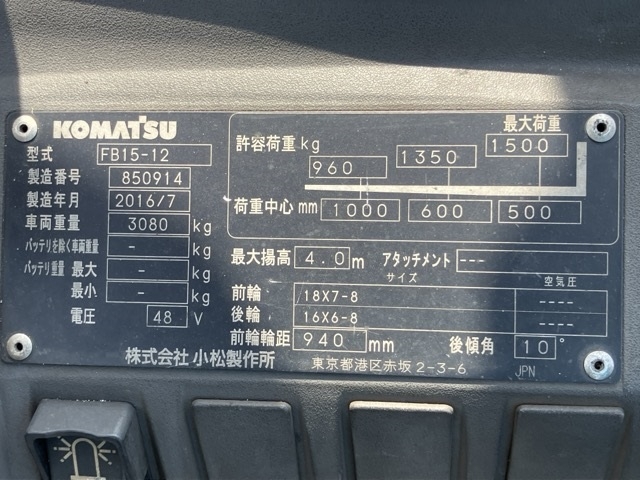 KOMATSU
型式 FB15-12
製造番号 850914
製造年月 2016/7
車両重量 3080 kg
バッテリを除く車両重量 - kg
バッテリ重量 最大 - kg
最小 - kg
電圧 48 V
最大荷重
許容荷重 kg 960 1350 1500
荷重中心 mm 1000 600 500
最大揚高 4.0 m アタッチメント ---
サイズ 空気圧
前輪 18X7-8 ----
後輪 16X6-8 ----
前輪輪距 940 mm 後傾角 10°
株式会社 小松製作所 東京都港区赤坂 2-3-6 JPN